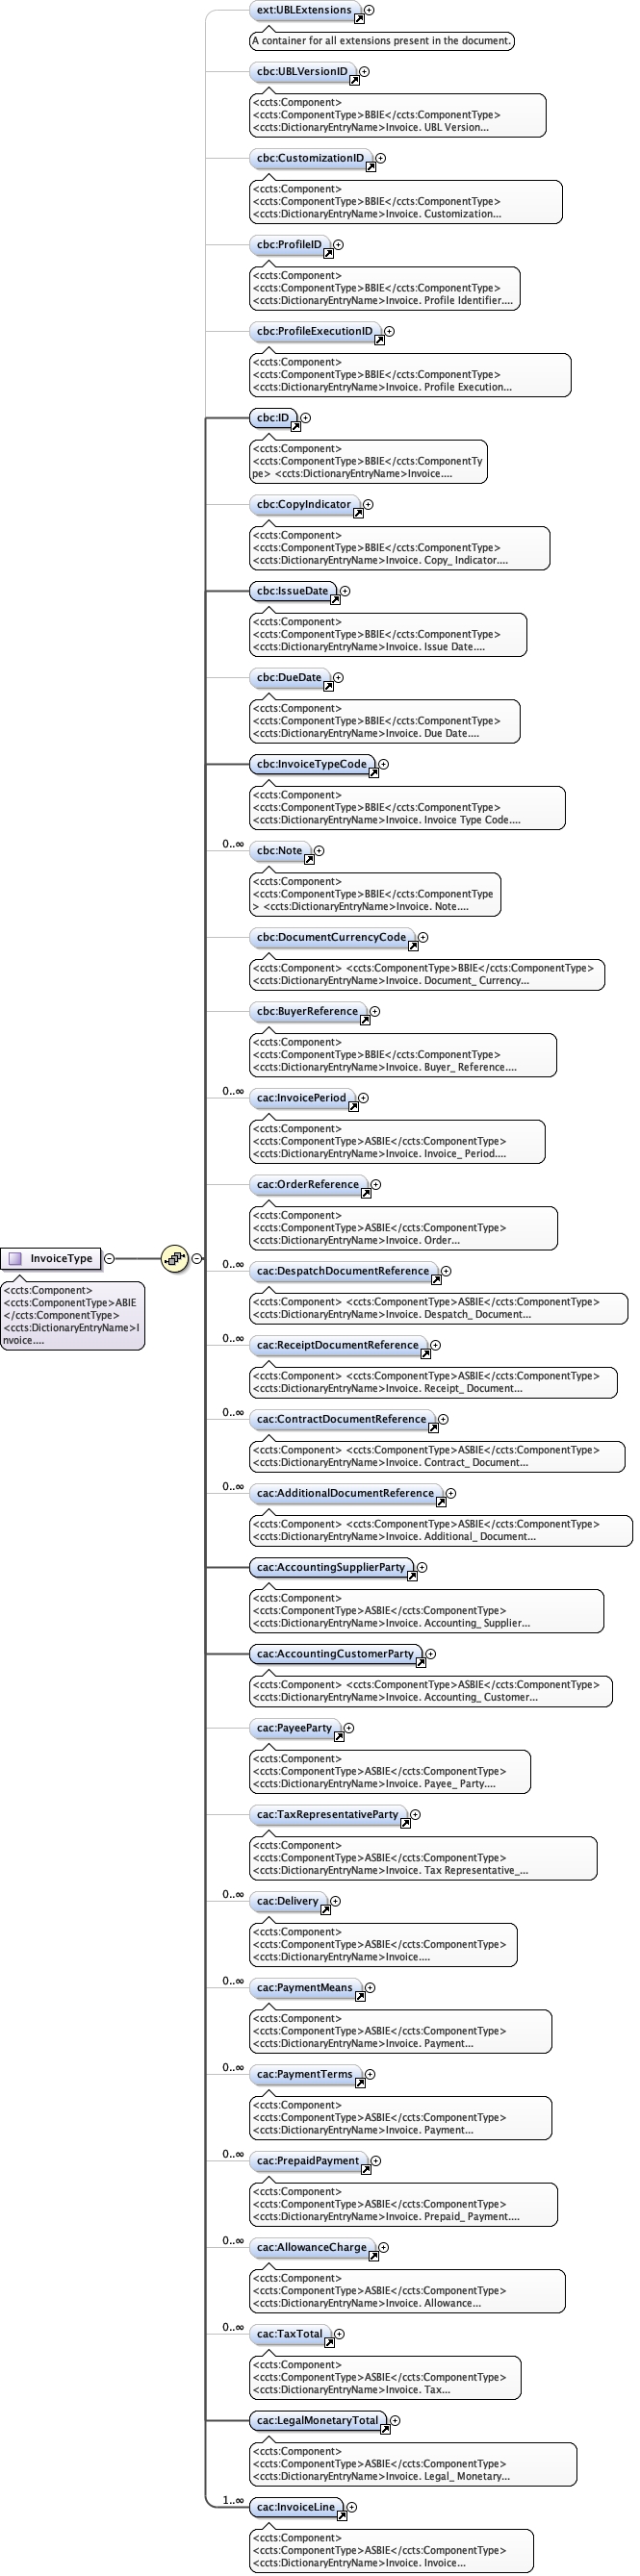 ext:UBLExtensions
A container for all extensions present in the document.
cbc:UBLVersionID
<ccts:Component>
<ccts:ComponentType>BBIE</ccts:ComponentType>
<ccts:DictionaryEntryName>Invoice. UBL Version...
cbc:CustomizationID
<ccts:Component>
<ccts:ComponentType>BBIE</ccts:ComponentType>
<ccts:DictionaryEntryName>Invoice. Customization...
cbc:ProfileID
<ccts:Component>
<ccts:ComponentType>BBIE</ccts:ComponentType>
<ccts:DictionaryEntryName>Invoice. Profile Identifier....
cbc:ProfileExecutionID
<ccts:Component>
<ccts:ComponentType>BBIE</ccts:ComponentType>
<ccts:DictionaryEntryName>Invoice. Profile Execution...
cbc:ID
<ccts:Component>
<ccts:ComponentType>BBIE</ccts:ComponentTy
pe> <ccts:DictionaryEntryName>Invoice....
cbc:CopyIndicator
<ccts:Component>
<ccts:ComponentType>BBIE</ccts:ComponentType>
<ccts:DictionaryEntryName>Invoice. Copy_ Indicator....
cbc:IssueDate
<ccts:Component>
<ccts:ComponentType>BBIE</ccts:ComponentType>
<ccts:DictionaryEntryName>Invoice. Issue Date....
cbc:DueDate
<ccts:Component>
<ccts:ComponentType>BBIE</ccts:ComponentType>
<ccts:DictionaryEntryName>Invoice. Due Date....
cbc:InvoiceTypeCode
<ccts:Component>
<ccts:ComponentType>BBIE</ccts:ComponentType>
<ccts:DictionaryEntryName>Invoice. Invoice Type Code....
0..∞
cbc:Note
<ccts:Component>
<ccts:ComponentType>BBIE</ccts:ComponentType
> <ccts:DictionaryEntryName>Invoice. Note....
cbc:DocumentCurrencyCode
<ccts:Component> <ccts:ComponentType>BBIE</ccts:ComponentType>
<ccts:DictionaryEntryName>Invoice. Document_ Currency...
cbc:BuyerReference
<ccts:Component>
<ccts:ComponentType>BBIE</ccts:ComponentType>
<ccts:DictionaryEntryName>Invoice. Buyer_ Reference....
0..∞
cac:InvoicePeriod
<ccts:Component>
<ccts:ComponentType>ASBIE</ccts:ComponentType>
<ccts:DictionaryEntryName>Invoice. Invoice_ Period....
cac:OrderReference
<ccts:Component>
<ccts:ComponentType>ASBIE</ccts:ComponentType>
<ccts:DictionaryEntryName>Invoice. Order...
InvoiceType
<ccts:Component>
<ccts:ComponentType>ABIE
</ccts:ComponentType>
<ccts:DictionaryEntryName>I
nvoice....
0..∞
cac:DespatchDocumentReference
<ccts:Component> <ccts:ComponentType>ASBIE</ccts:ComponentType>
<ccts:DictionaryEntryName>Invoice. Despatch_ Document...
0..∞
cac:ReceiptDocumentReference
<ccts:Component> <ccts:ComponentType>ASBIE</ccts:ComponentType>
<ccts:DictionaryEntryName>Invoice. Receipt_ Document...
0..∞
cac:ContractDocumentReference
<ccts:Component> <ccts:ComponentType>ASBIE</ccts:ComponentType>
<ccts:DictionaryEntryName>Invoice. Contract_ Document...
0..∞
cac:AdditionalDocumentReference
<ccts:Component> <ccts:ComponentType>ASBIE</ccts:ComponentType>
<ccts:DictionaryEntryName>Invoice. Additional_ Document...
cac:AccountingSupplierParty
<ccts:Component>
<ccts:ComponentType>ASBIE</ccts:ComponentType>
<ccts:DictionaryEntryName>Invoice. Accounting_ Supplier...
cac:AccountingCustomerParty
<ccts:Component> <ccts:ComponentType>ASBIE</ccts:ComponentType>
<ccts:DictionaryEntryName>Invoice. Accounting_ Customer...
cac:PayeeParty
<ccts:Component>
<ccts:ComponentType>ASBIE</ccts:ComponentType>
<ccts:DictionaryEntryName>Invoice. Payee_ Party....
cac:TaxRepresentativeParty
<ccts:Component>
<ccts:ComponentType>ASBIE</ccts:ComponentType>
<ccts:DictionaryEntryName>Invoice. Tax Representative_...
0..∞
cac:Delivery
<ccts:Component>
<ccts:ComponentType>ASBIE</ccts:ComponentType>
<ccts:DictionaryEntryName>Invoice....
0..∞
cac:PaymentMeans
<ccts:Component>
<ccts:ComponentType>ASBIE</ccts:ComponentType>
<ccts:DictionaryEntryName>Invoice. Payment...
0..∞
cac:PaymentTerms
<ccts:Component>
<ccts:ComponentType>ASBIE</ccts:ComponentType>
<ccts:DictionaryEntryName>Invoice. Payment...
0..∞
cac:PrepaidPayment
<ccts:Component>
<ccts:ComponentType>ASBIE</ccts:ComponentType>
<ccts:DictionaryEntryName>Invoice. Prepaid_ Payment....
0..∞
cac:AllowanceCharge
<ccts:Component>
<ccts:ComponentType>ASBIE</ccts:ComponentType>
<ccts:DictionaryEntryName>Invoice. Allowance...
0..∞
cac:TaxTotal
<ccts:Component>
<ccts:ComponentType>ASBIE</ccts:ComponentType>
<ccts:DictionaryEntryName>Invoice. Tax...
cac:LegalMonetaryTotal
<ccts:Component>
<ccts:ComponentType>ASBIE</ccts:ComponentType>
<ccts:DictionaryEntryName>Invoice. Legal_ Monetary...
1..∞
cac:InvoiceLine
<ccts:Component>
<ccts:ComponentType>ASBIE</ccts:ComponentType>
<ccts:DictionaryEntryName>Invoice. Invoice...